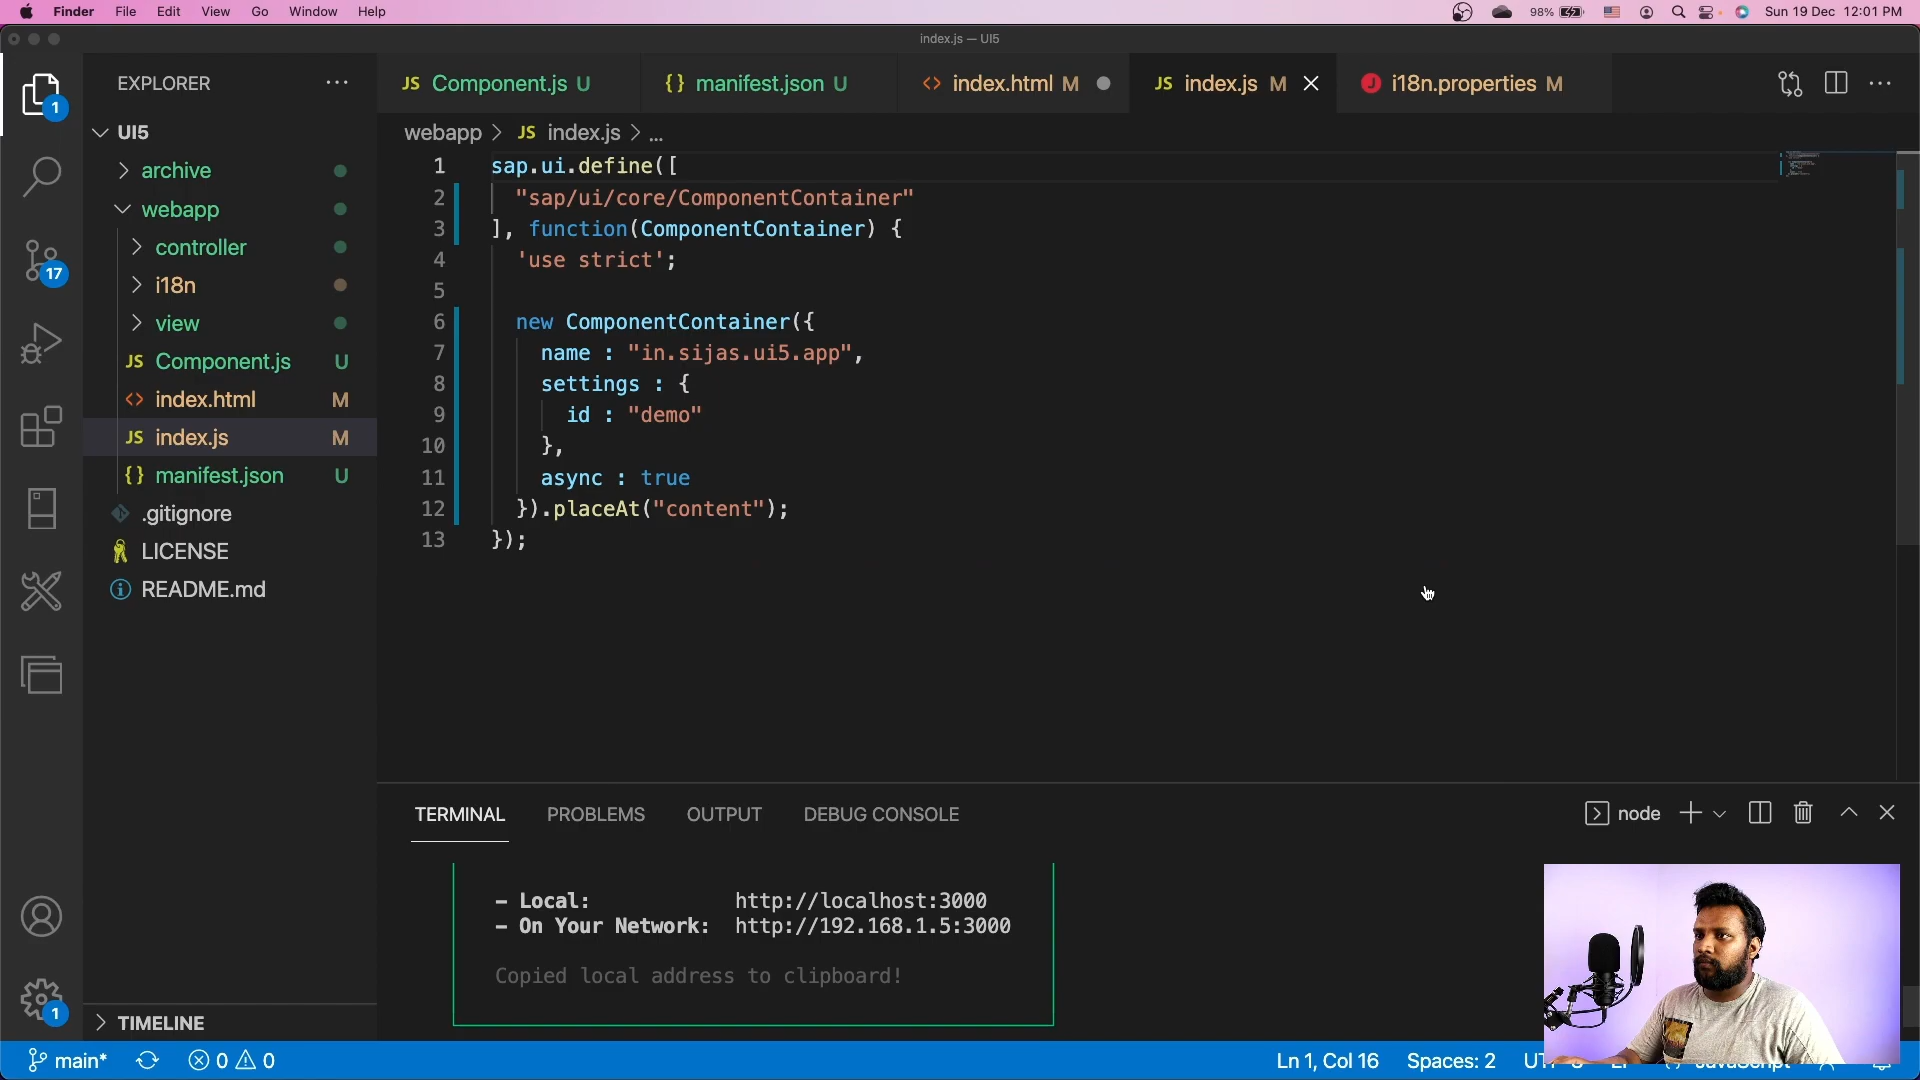 Finder File Edit View Go Window Help 98% Sun 19 Dec 12:01 PM
index.js — UI5
EXPLORER
JS Component.js U
{} manifest.json U
<> index.html M
JS index.js M
i18n.properties M
webapp > JS index.js > ...
UI5
archive
webapp
controller
i18n
view
JS Component.js U
<> index.html M
JS index.js M
{} manifest.json U
.gitignore
LICENSE
README.md
TIMELINE
1
17
1
1 sap.ui.define([
2 "sap/ui/core/ComponentContainer"
3 ], function(ComponentContainer) {
4 'use strict';
5
6 new ComponentContainer({
7 name : "in.sijas.ui5.app",
8 settings : {
9 id : "demo"
10 },
11 async : true
12 }).placeAt("content");
13 });
TERMINAL PROBLEMS OUTPUT DEBUG CONSOLE node
– Local: http://localhost:3000
– On Your Network: http://192.168.1.5:3000
Copied local address to clipboard!
main* 0 0 Ln 1, Col 16 Spaces: 2